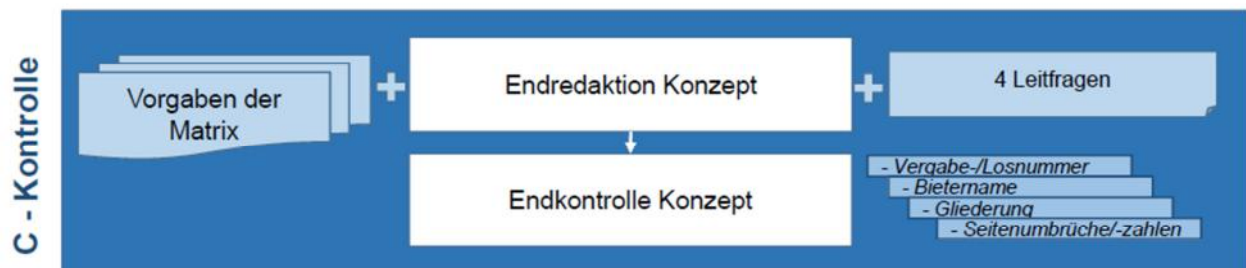 C - Kontrolle
Vorgaben der
Matrix
Endredaktion Konzept
4 Leitfragen
Endkontrolle Konzept
- Vergabe-/Losnummer
- Bietername
- Gliederung
- Seitenumbrüche/-zahlen